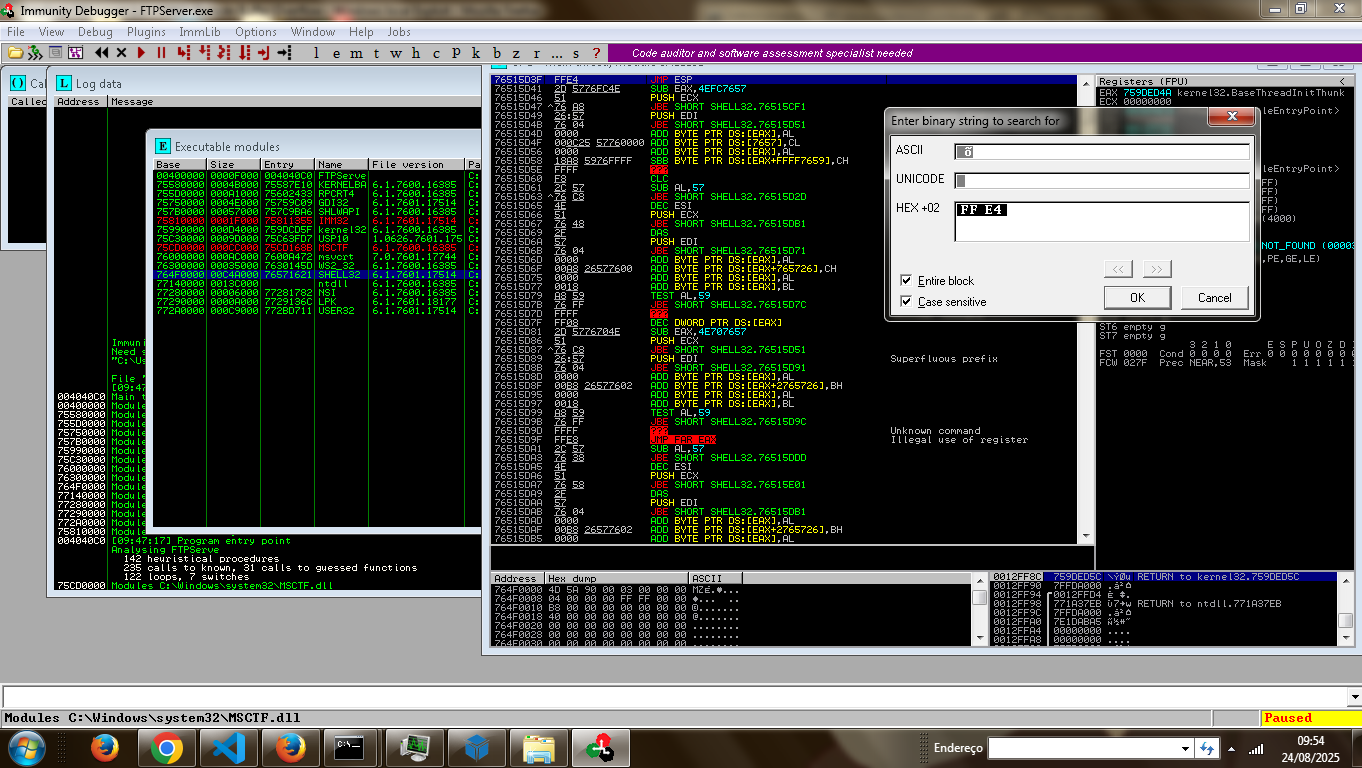 Immunity Debugger - FTPServer.exe
File View Debug Plugins ImmLib Options Window Help Jobs
l e m t w h c p k b z r ... s ?
Code auditor and software assessment specialist needed
Log data
Address Message
Executable modules
Base Size Entry Name File version
00400000 0000F000 004040C0 FTPServe
75580000 0004B000 75587E10 KERNELBA 6.1.7600.16385
RPCRT4 6.1.7600.16385
75750000 0004E000 75759C09 GDI32 6.1.7601.17514
757B0000 00057000 757C9BA6 SHLWAPI 6.1.7600.16385
75810000 0001F000 75811355 IMM32 6.1.7601.17514
75990000 000D4000 759DCD5F kernel32 6.1.7600.16385
75C30000 0009D000 75C63FD7 USP10 1.0626.7601.175
75CD0000 000CC000 75CD168B MSCTF 6.1.7600.16385
76000000 000AC000 7600A472 msvcrt 7.0.7601.17744
76300000 00035000 7630145D WS2_32 6.1.7600.16385
764F0000 00C4A000 76571621 SHELL32 6.1.7601.17514
77140000 0013C000 ntdll 6.1.7600.16385
77280000 00006000 77281782 NSI 6.1.7600.16385
77290000 0000A000 7729136C LPK 6.1.7601.18177
772A0000 000C9000 772BD711 USER32 6.1.7601.17514
004040C0 [09:47:17] Program entry point
Analysing FTPServe
142 heuristical procedures
235 calls to known, 31 calls to guessed functions
122 loops, 7 switches
75CD0000 Modules C:\Windows\system32\MSCTF.dll
76515D3F FFE4 JMP ESP
76515D41 2D 5776FC4E SUB EAX,4EFC7657
76515D46 51 PUSH ECX
76515D47 76 A8 JBE SHORT SHELL32.76515CF1
76515D49 26:57 PUSH EDI
76515D4B 76 04 JBE SHORT SHELL32.76515D51
76515D4D 0000 ADD BYTE PTR DS:[EAX],AL
76515D4F 000C25 57760000 ADD BYTE PTR DS:[7657],CL
76515D56 0000 ADD BYTE PTR DS:[EAX],AL
76515D58 SBB BYTE PTR DS:[EAX+FFFF7659],CH
76515D5E FFFF ???
76515D60 F8 CLC
76515D61 2C 57 SUB AL,57
76515D63 76 C8 JBE SHORT SHELL32.76515D2D
76515D65 4E DEC ESI
76515D66 51 PUSH ECX
76515D67 76 48 JBE SHORT SHELL32.76515DB1
76515D69 2E DAS
76515D6A 57 PUSH EDI
76515D6B 76 04 JBE SHORT SHELL32.76515D71
76515D6D 0000 ADD BYTE PTR DS:[EAX],AL
76515D6F 00A8 26577600 ADD BYTE PTR DS:[EAX+765726],CH
76515D75 0000 ADD BYTE PTR DS:[EAX],AL
76515D77 0018 ADD BYTE PTR DS:[EAX],BL
76515D79 A8 59 TEST AL,59
76515D7B 76 FF JBE SHORT SHELL32.76515D7C
76515D7D FFFF ???
76515D7F FF08 DEC DWORD PTR DS:[EAX]
76515D81 2D 5776704E SUB EAX,4E707657
76515D86 51 PUSH ECX
76515D87 76 C8 JBE SHORT SHELL32.76515D51
76515D89 26:57 PUSH EDI
Superfluous prefix
76515D8B 76 04 JBE SHORT SHELL32.76515D91
76515D8D 0000 ADD BYTE PTR DS:[EAX],AL
76515D8F 00B8 26577602 ADD BYTE PTR DS:[EAX+2765726],BH
76515D95 0000 ADD BYTE PTR DS:[EAX],AL
76515D97 0018 ADD BYTE PTR DS:[EAX],BL
76515D99 A8 59 TEST AL,59
76515D9B 76 FF JBE SHORT SHELL32.76515D9C
76515D9D FFFF ???
Unknown command
76515D9F FFE8 JMP FAR EAX
Illegal use of register
76515DA1 2C 57 SUB AL,57
76515DA3 76 38 JBE SHORT SHELL32.76515DDD
76515DA5 4E DEC ESI
76515DA6 51 PUSH ECX
76515DA7 76 58 JBE SHORT SHELL32.76515E01
76515DA9 2F DAS
76515DAA 57 PUSH EDI
76515DAB 76 04 JBE SHORT SHELL32.76515DB1
76515DAD 0000 ADD BYTE PTR DS:[EAX],AL
76515DAF 00B8 26577602 ADD BYTE PTR DS:[EAX+2765726],BH
76515DB5 0000 ADD BYTE PTR DS:[EAX],AL
Registers (FPU) <
EAX 759DED4A kernel32.BaseThreadInitThunk
ECX 00000000
Enter binary string to search for
ASCII
UNICODE
HEX +02 FF E4
<< >>
Entire block
Case sensitive
OK Cancel
ST6 empty g
ST7 empty g
3 2 1 0 E S P U O Z D I
FST 0000 Cond 0 0 0 0 Err 0 0 0 0 0 0 0 0
FCW 027F Prec NEAR,53 Mask 1 1 1 1 1 1
Address Hex dump ASCII
764F0000 4D 5A 90 00 03 00 00 00
764F0008 04 00 00 00 FF FF 00 00
764F0010 B8 00 00 00 00 00 00 00
764F0018 40 00 00 00 00 00 00 00
764F0020 00 00 00 00 00 00 00 00
764F0028 00 00 00 00 00 00 00 00
764F0030 00 00 00 00 00 00 00 00
0012FF8C 759DED5C RETURN to kernel32.759DED5C
0012FF90 7FFDA000
0012FF94 0012FFD4
0012FF98 771A37EB RETURN to ntdll.771A37EB
0012FF9C 7FFDA000
0012FFA0 7E1DABA5
0012FFA4 00000000
0012FFA8 00000000
Modules C:\Windows\system32\MSCTF.dll
Paused
Endereço
09:54
24/08/2025